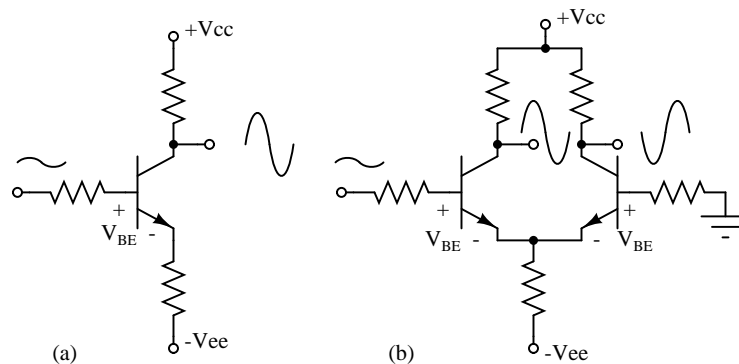 +Vcc
+
V_BE -
-Vee
(a)
+Vcc
+
V_BE -
+
- V_BE
-Vee
(b)